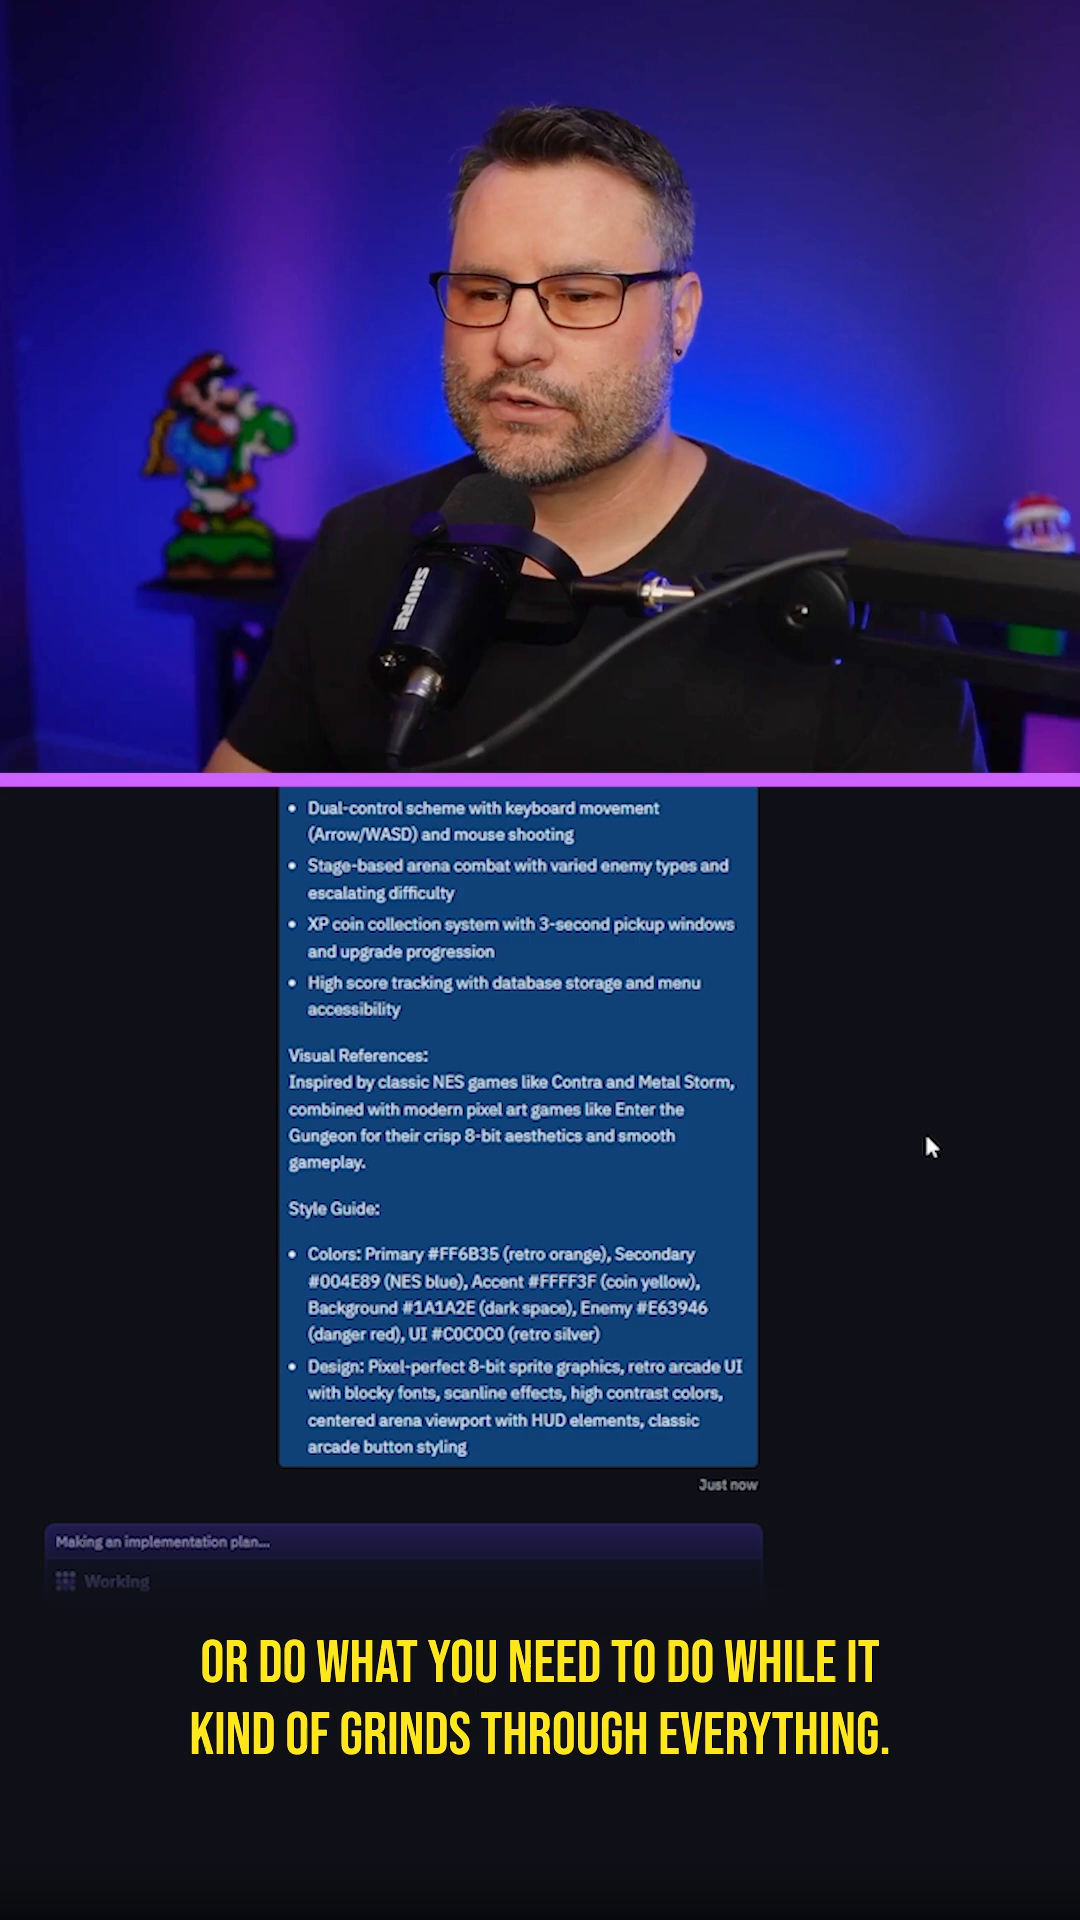 SHURE
• Dual-control scheme with keyboard movement
(Arrow/WASD) and mouse shooting
• Stage-based arena combat with varied enemy types and
escalating difficulty
• XP coin collection system with 3-second pickup windows
and upgrade progression
• High score tracking with database storage and menu
accessibility
Visual References:
Inspired by classic NES games like Contra and Metal Storm,
combined with modern pixel art games like Enter the
Gungeon for their crisp 8-bit aesthetics and smooth
gameplay.
Style Guide:
• Colors: Primary #FF6B35 (retro orange), Secondary
#004E89 (NES blue), Accent #FFFF3F (coin yellow),
Background #1A1A2E (dark space), Enemy #E63946
(danger red), UI #C0C0C0 (retro silver)
• Design: Pixel-perfect 8-bit sprite graphics, retro arcade UI
with blocky fonts, scanline effects, high contrast colors,
centered arena viewport with HUD elements, classic
arcade button styling
Just now
Making an implementation plan...
Working
OR DO WHAT YOU NEED TO DO WHILE IT
KIND OF GRINDS THROUGH EVERYTHING.